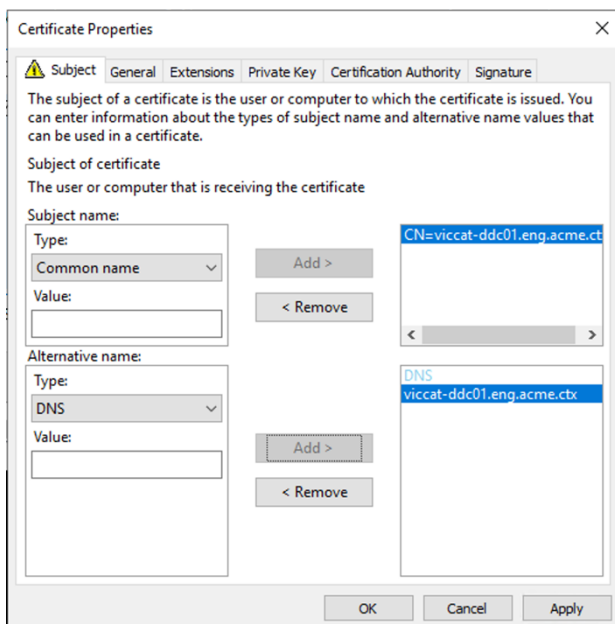 Certificate Properties
Subject General Extensions Private Key Certification Authority Signature
The subject of a certificate is the user or computer to which the certificate is issued. You
can enter information about the types of subject name and alternative name values that
can be used in a certificate.
Subject of certificate
The user or computer that is receiving the certificate
Subject name:
Type:
Common name
Value:
Add >
< Remove
CN=viccat-ddc01.eng.acme.ct
Alternative name:
Type:
DNS
Value:
Add >
< Remove
DNS
viccat-ddc01.eng.acme.ctx
OK Cancel Apply